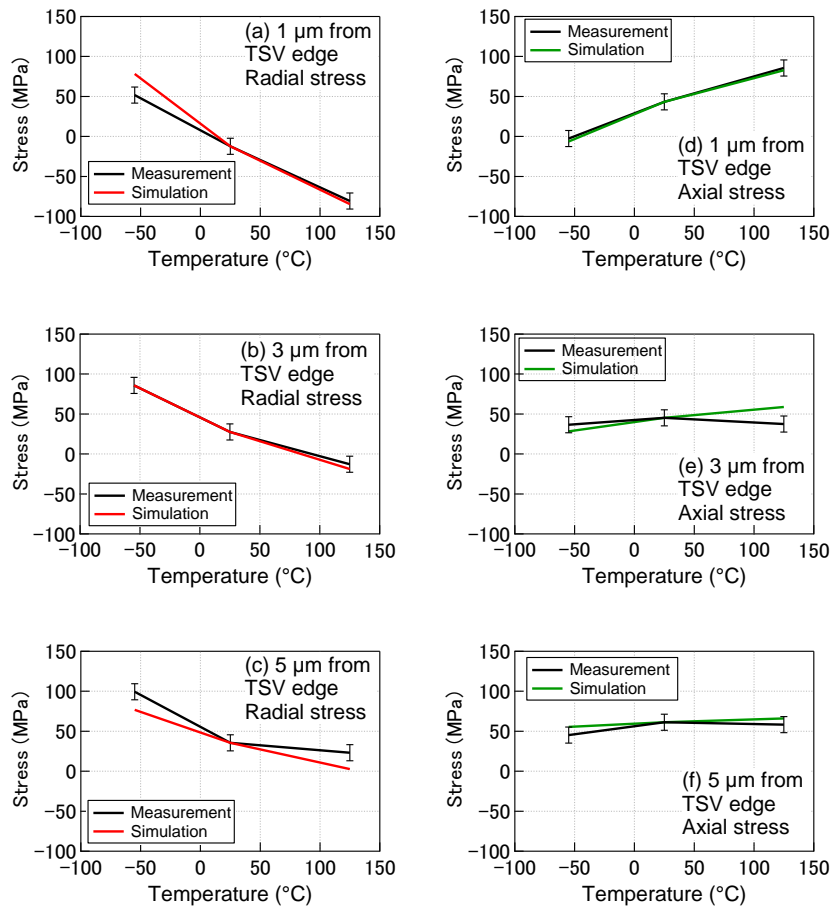 150
100
50
0
−50
−100
Stress (MPa)
(a) 1 μm from
TSV edge
Radial stress
Measurement
Simulation
−100 −50 0 50 100 150
Temperature (°C)
150
100
50
0
−50
−100
Stress (MPa)
Measurement
Simulation
(d) 1 μm from
TSV edge
Axial stress
−100 −50 0 50 100 150
Temperature (°C)
150
100
50
0
−50
−100
Stress (MPa)
(b) 3 μm from
TSV edge
Radial stress
Measurement
Simulation
−100 −50 0 50 100 150
Temperature (°C)
150
100
50
0
−50
−100
Stress (MPa)
Measurement
Simulation
(e) 3 μm from
TSV edge
Axial stress
−100 −50 0 50 100 150
Temperature (°C)
150
100
50
0
−50
−100
Stress (MPa)
(c) 5 μm from
TSV edge
Radial stress
Measurement
Simulation
−100 −50 0 50 100 150
Temperature (°C)
150
100
50
0
−50
−100
Stress (MPa)
Measurement
Simulation
(f) 5 μm from
TSV edge
Axial stress
−100 −50 0 50 100 150
Temperature (°C)